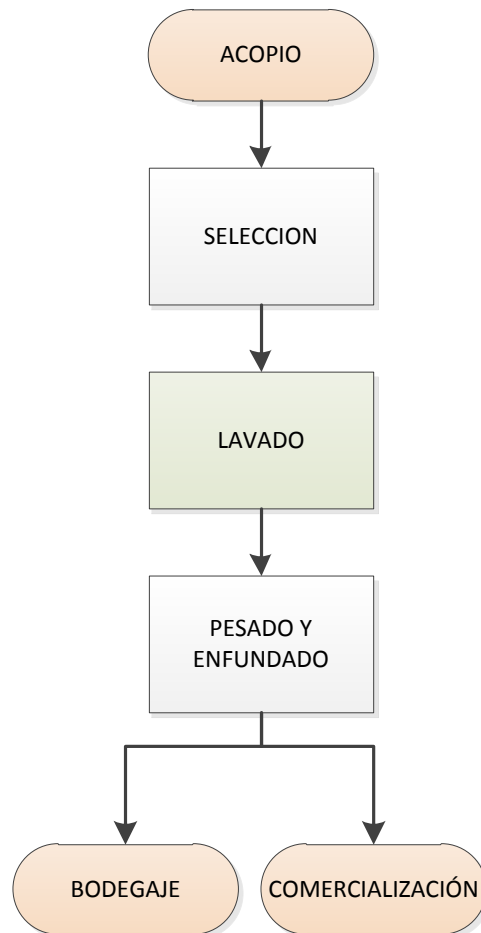 ACOPIO
SELECCION
LAVADO
PESADO Y
ENFUNDADO
BODEGAJE
COMERCIALIZACIÓN